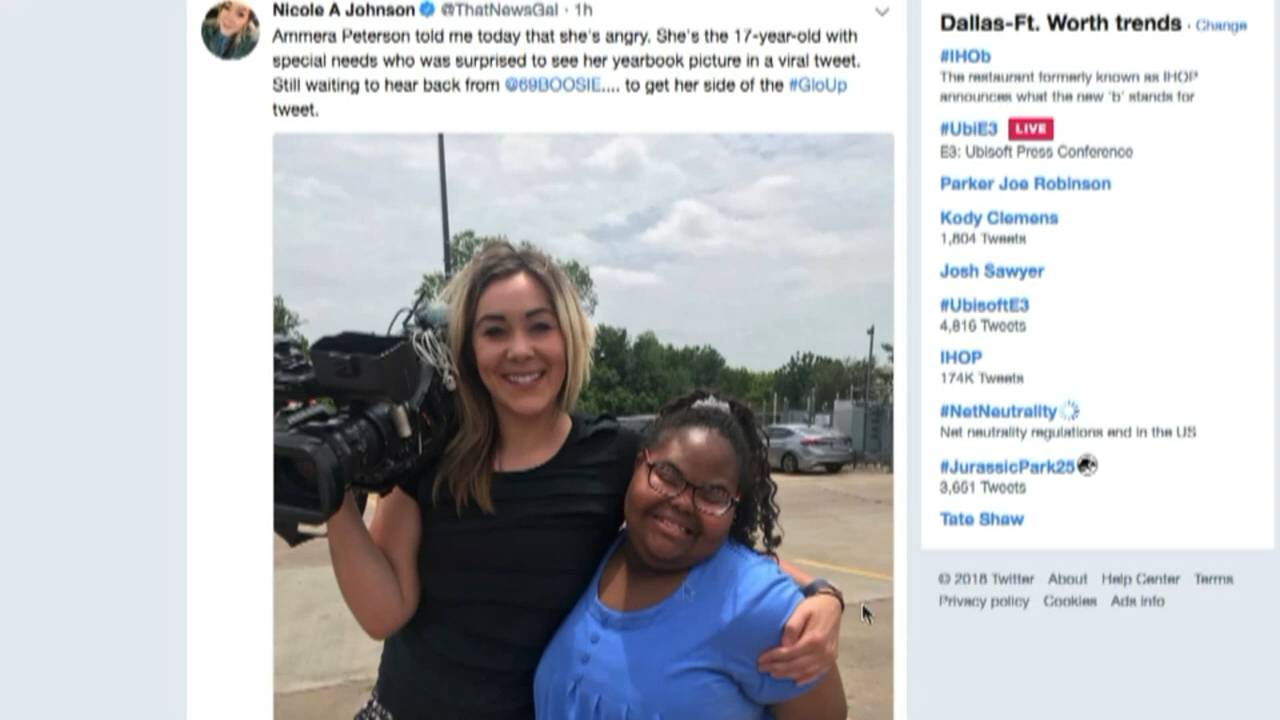 Nicole A Johnson @ThatNewsGal · 1h
Ammera Peterson told me today that she's angry. She's the 17-year-old with
special needs who was surprised to see her yearbook picture in a viral tweet.
Still waiting to hear back from @69BOOSIE.... to get her side of the #GloUp
tweet.
Dallas-Ft. Worth trends · Change
#IHOb
The restaurant formerly known as IHOP
announces what the new 'b' stands for
#UbiE3 LIVE
E3: Ubisoft Press Conference
Parker Joe Robinson
Kody Clemens
1,804 Tweets
Josh Sawyer
#UbisoftE3
4,816 Tweets
IHOP
174K Tweets
#NetNeutrality
Net neutrality regulations end in the US
#JurassicPark25
3,661 Tweets
Tate Shaw
© 2018 Twitter About Help Center Terms
Privacy policy Cookies Ads info